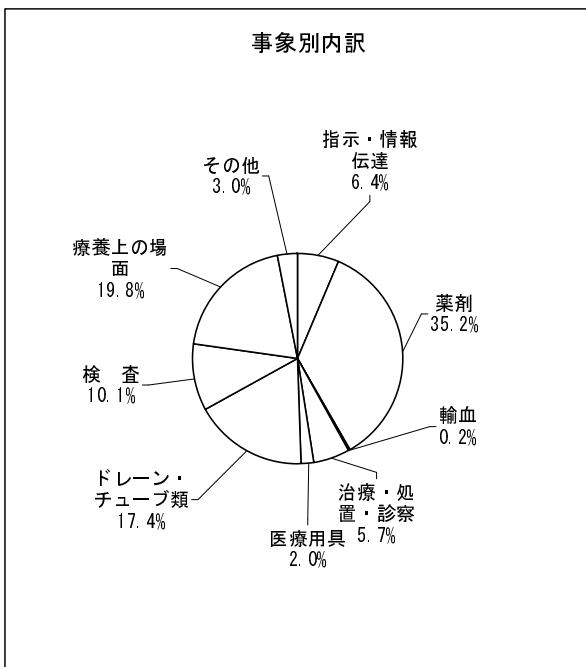 事象別内訳
指示・情報
伝達
6.4%
薬剤
35.2%
輸血
0.2%
治療・処
置・診察
5.7%
医療用具
2.0%
ドレーン・
チューブ類
17.4%
検　査
10.1%
療養上の場
面
19.8%
その他
3.0%